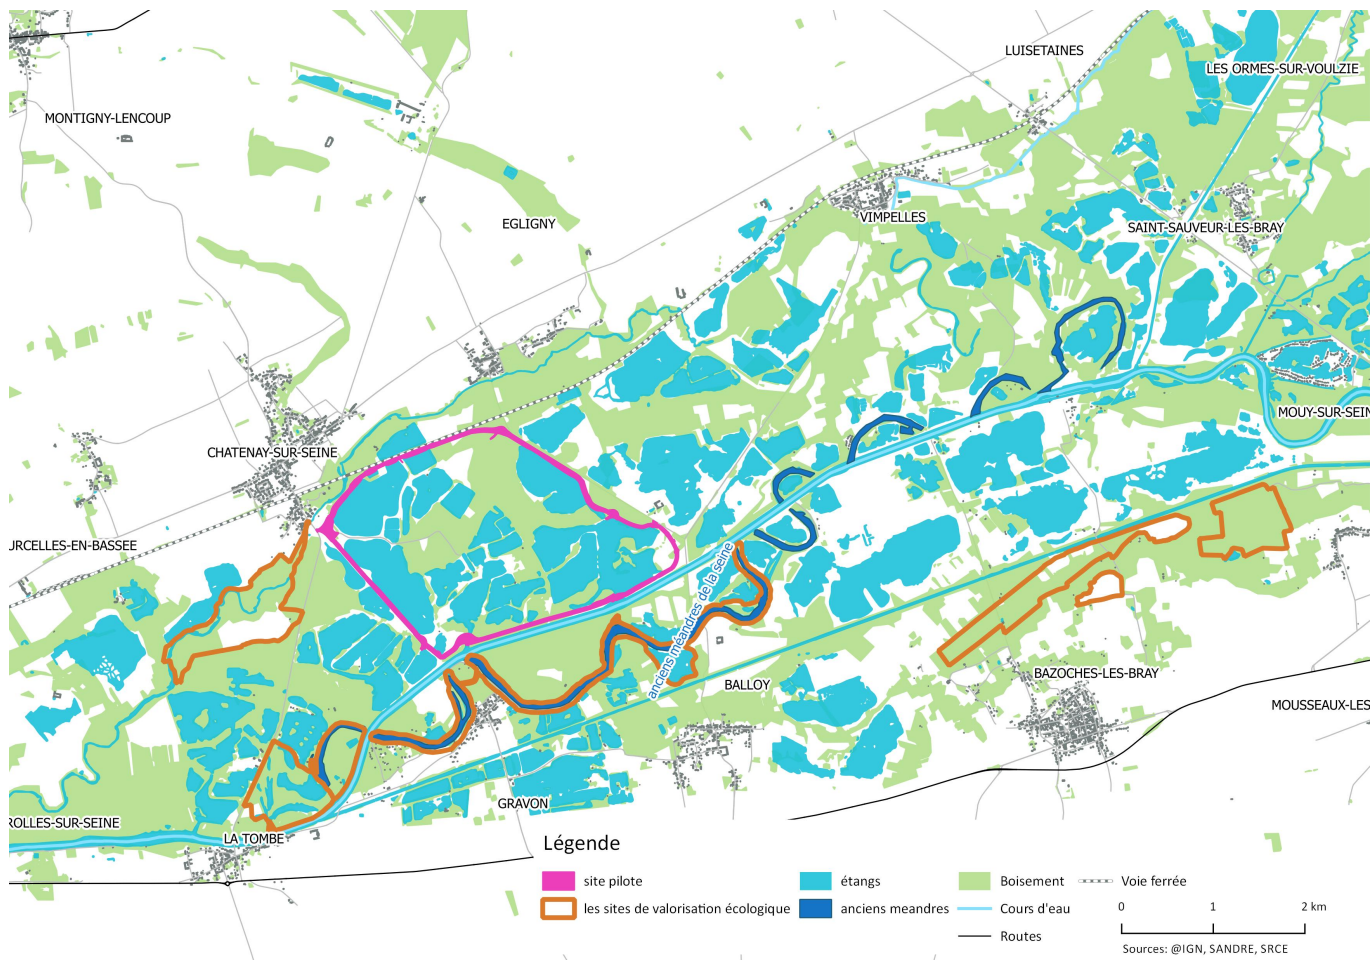 LUISETAINES
LES ORMES-SUR-VOULZIE
MONTIGNY-LENCOUP
EGLIGNY
VIMPELLES
SAINT-SAUVEUR-LES-BRAY
MOUY-SUR-SEIN
CHATENAY-SUR-SEINE
URCELLES-EN-BASSEE
anciens méandres de la seine
BALLOY
BAZOCHES-LES-BRAY
MOUSSEAUX-LES
GRAVON
ROLLES-SUR-SEINE
LA TOMBE
Légende
site pilote
étangs
Boisement
Voie ferrée
les sites de valorisation écologique
anciens meandres
Cours d'eau
0 1 2 km
Routes
Sources: @IGN, SANDRE, SRCE